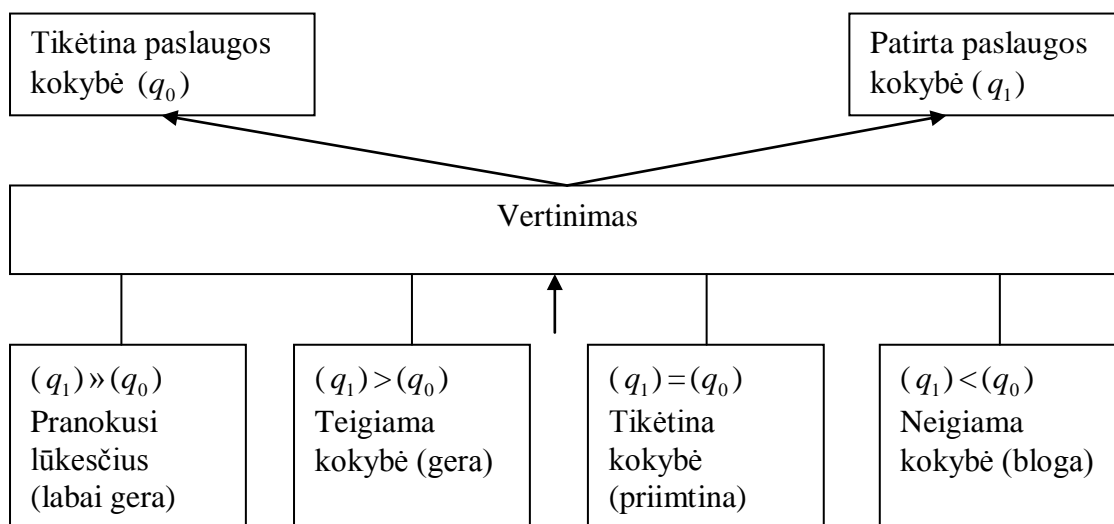 Tikėtina paslaugos
kokybė (q₀)
Patirta paslaugos
kokybė (q₁)
Vertinimas
(q₁)»(q₀)
Pranokusi
lūkesčius
(labai gera)
(q₁)>(q₀)
Teigiama
kokybė (gera)
(q₁)=(q₀)
Tikėtina
kokybė
(priimtina)
(q₁)<(q₀)
Neigiama
kokybė (bloga)